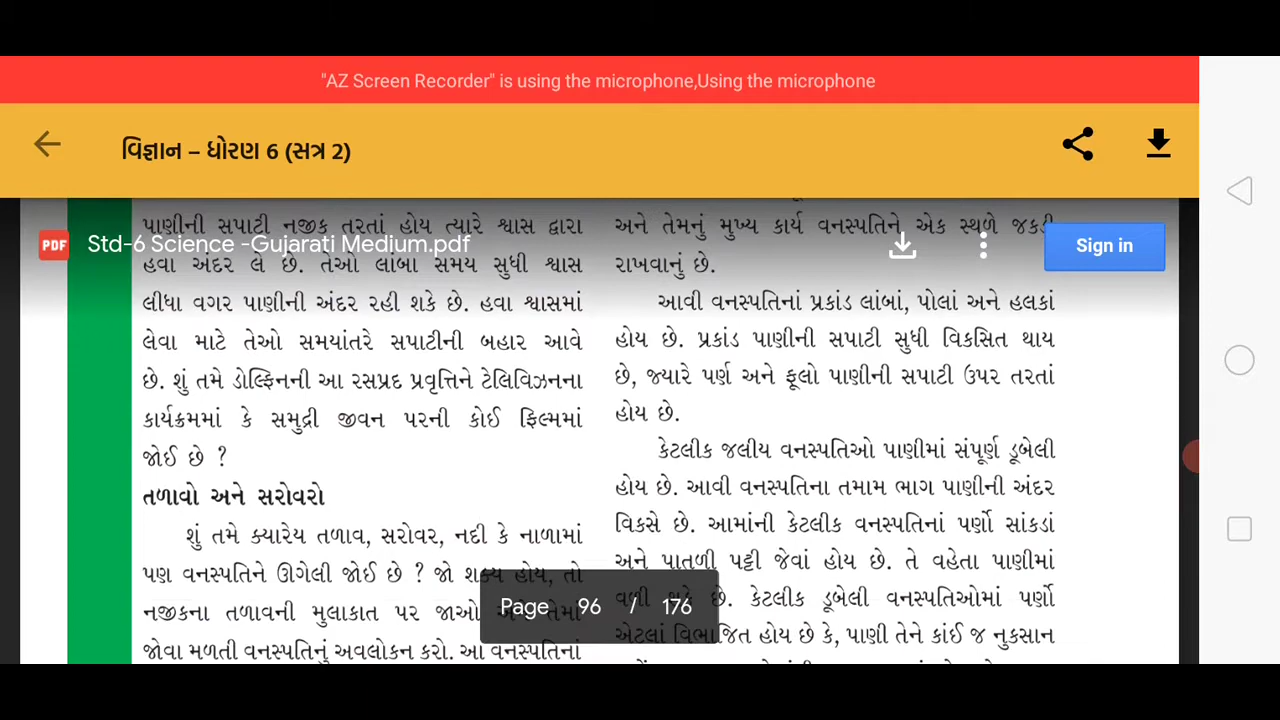 "AZ Screen Recorder" is using the microphone,Using the microphone
વિજ્ઞાન – ધોરણ 6 (સત્ર 2)
Std-6 Science -Gujarati Medium.pdf
Sign in
પાણીની સપાટી નજીક તરતાં હોય ત્યારે શ્વાસ દ્વારા
હવા અંદર લે છે. તેઓ લાંબા સમય સુધી શ્વાસ
લીધા વગર પાણીની અંદર રહી શકે છે. હવા શ્વાસમાં
લેવા માટે તેઓ સમયાંતરે સપાટીની બહાર આવે
છે. શું તમે ડોલ્ફિનની આ રસપ્રદ પ્રવૃત્તિને ટેલિવિઝનના
કાર્યક્રમમાં કે સમુદ્રી જીવન પરની કોઈ ફિલ્મમાં
જોઈ છે ?
તળાવો અને સરોવરો
શું તમે ક્યારેય તળાવ, સરોવર, નદી કે નાળામાં
પણ વનસ્પતિને ઊગેલી જોઈ છે ? જો શક્ય હોય, તો
નજીકના તળાવની મુલાકાત પર જાઓ અને તેમાં
જોવા મળતી વનસ્પતિનું અવલોકન કરો. આ વનસ્પતિનાં
અને તેમનું મુખ્ય કાર્ય વનસ્પતિને એક સ્થળે જકડી
રાખવાનું છે.
આવી વનસ્પતિનાં પ્રકાંડ લાંબાં, પોલાં અને હલકાં
હોય છે. પ્રકાંડ પાણીની સપાટી સુધી વિકસિત થાય
છે, જ્યારે પર્ણ અને ફૂલો પાણીની સપાટી ઉપર તરતાં
હોય છે.
કેટલીક જલીય વનસ્પતિઓ પાણીમાં સંપૂર્ણ ડૂબેલી
હોય છે. આવી વનસ્પતિના તમામ ભાગ પાણીની અંદર
વિકસે છે. આમાંની કેટલીક વનસ્પતિનાં પર્ણો સાંકડાં
અને પાતળી પટ્ટી જેવાં હોય છે. તે વહેતા પાણીમાં
વળી શકે છે. કેટલીક ડૂબેલી વનસ્પતિઓમાં પર્ણો
એટલાં વિભાજિત હોય છે કે, પાણી તેને કાંઈ જ નુકસાન
Page 96 / 176
PDF